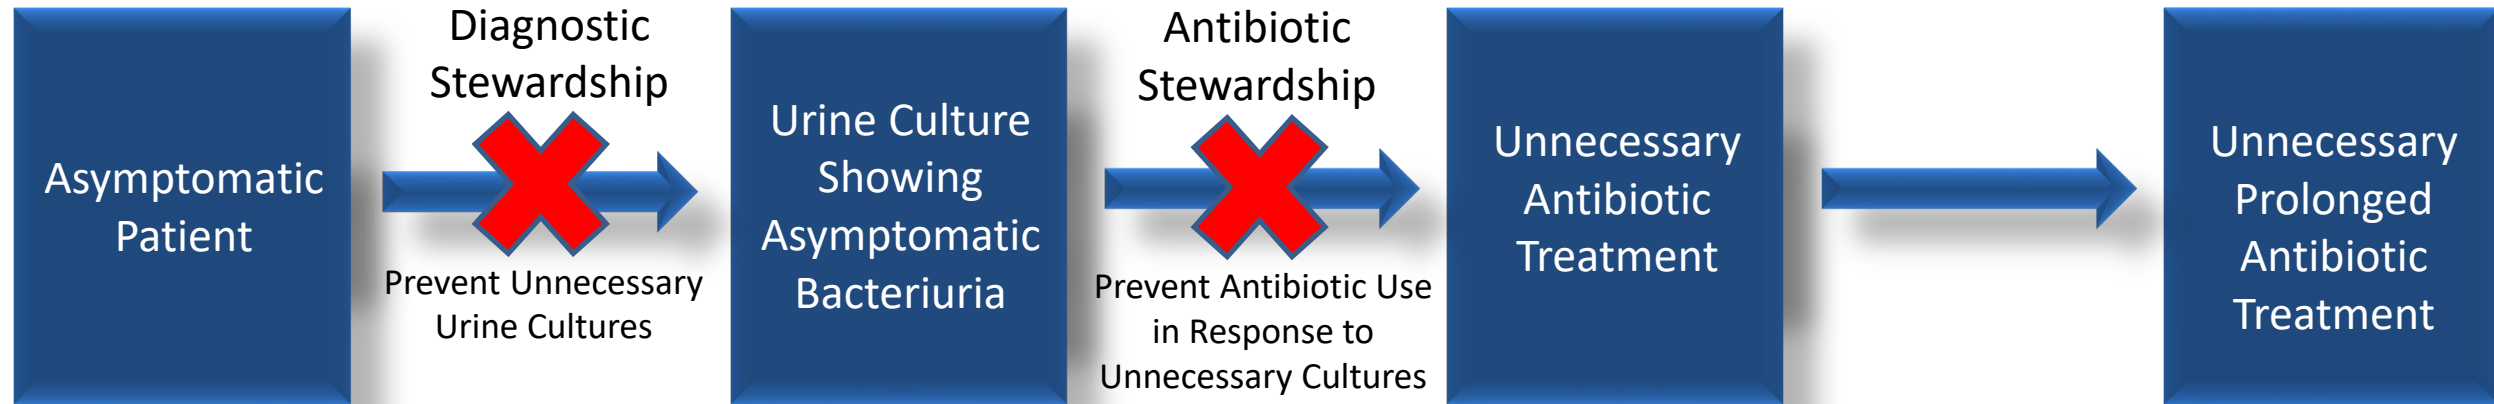 Asymptomatic
Patient
Diagnostic
Stewardship
Prevent Unnecessary
Urine Cultures
Urine Culture
Showing
Asymptomatic
Bacteriuria
Antibiotic
Stewardship
Prevent Antibiotic Use
in Response to
Unnecessary Cultures
Unnecessary
Antibiotic
Treatment
Unnecessary
Prolonged
Antibiotic
Treatment